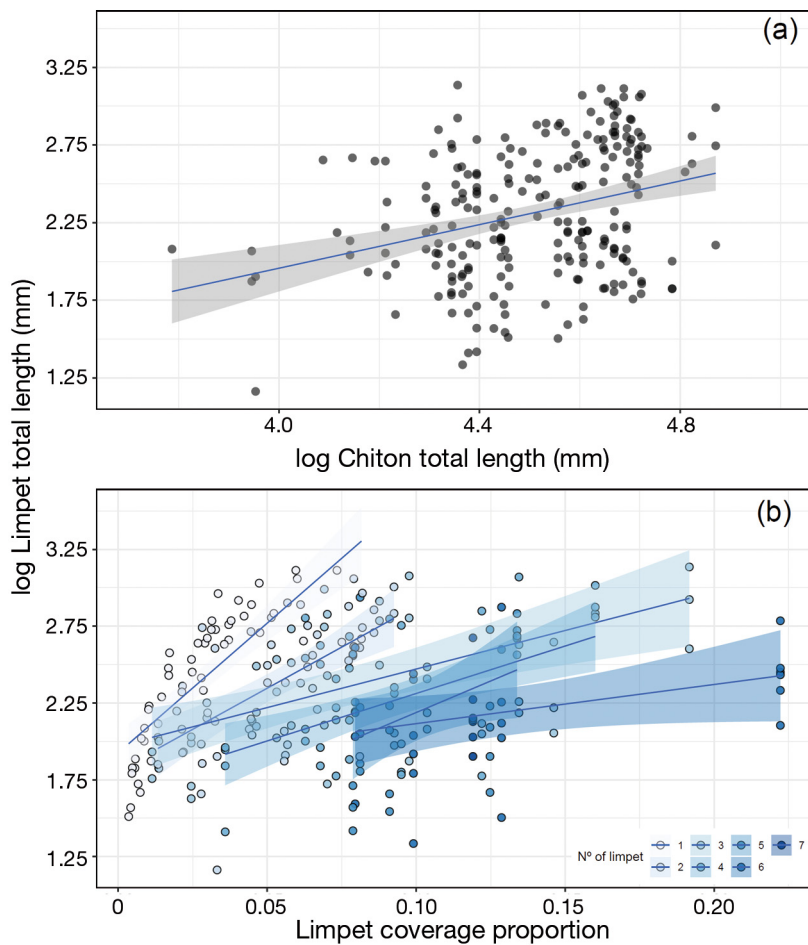 (a)
3.25
2.75
2.25
1.75
1.25
4.0 4.4 4.8
log Chiton total length (mm)
log Limpet total length (mm)
(b)
3.25
2.75
2.25
1.75
1.25
Nº of limpet
1 3 5 7
2 4 6
0 0.05 0.10 0.15 0.20
Limpet coverage proportion